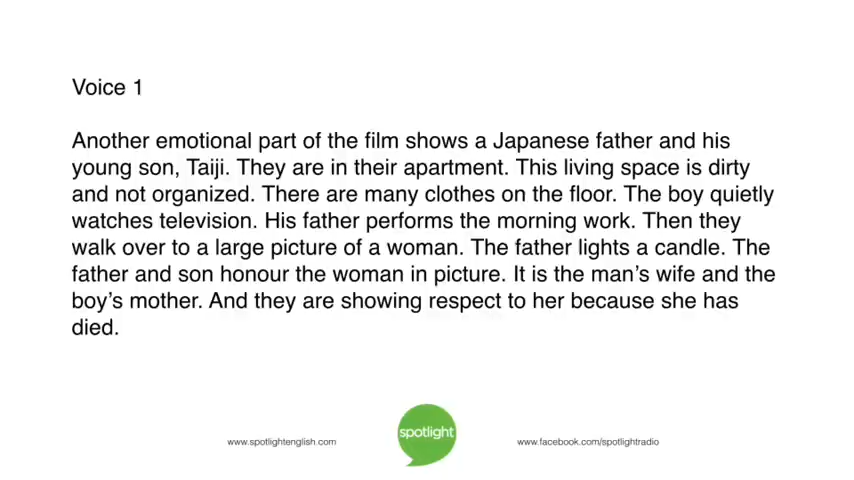 Voice 1
Another emotional part of the film shows a Japanese father and his
young son, Taiji. They are in their apartment. This living space is dirty
and not organized. There are many clothes on the floor. The boy quietly
watches television. His father performs the morning work. Then they
walk over to a large picture of a woman. The father lights a candle. The
father and son honour the woman in picture. It is the man’s wife and the
boy’s mother. And they are showing respect to her because she has
died.
www.spotlightenglish.com
spotlight
www.facebook.com/spotlightradio